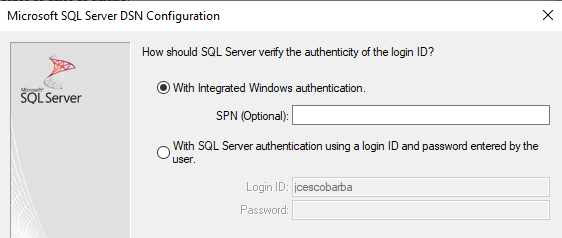 Microsoft SQL Server DSN Configuration
How should SQL Server verify the authenticity of the login ID?
Microsoft
SQL Server
With Integrated Windows authentication.
SPN (Optional):
With SQL Server authentication using a login ID and password entered by the
user.
Login ID: jcescobarba
Password: